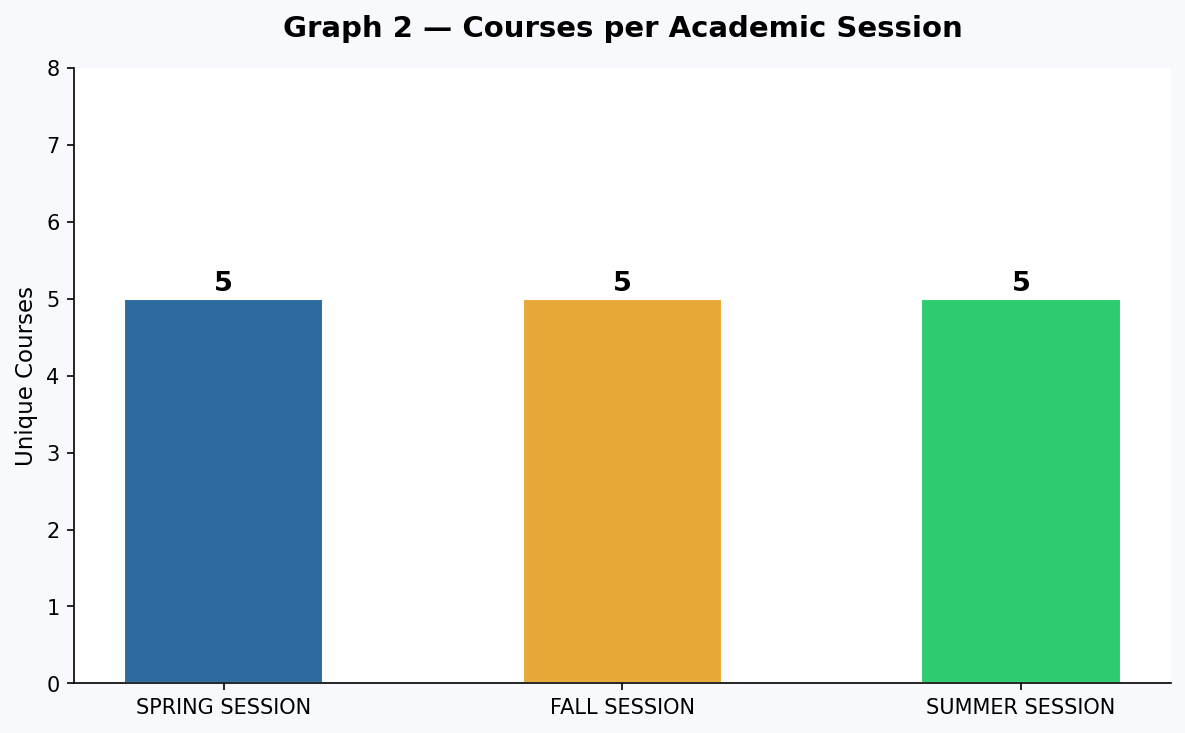 Graph 2 — Courses per Academic Session
Unique Courses
8
7
6
5
4
3
2
1
0
5
5
5
SPRING SESSION
FALL SESSION
SUMMER SESSION